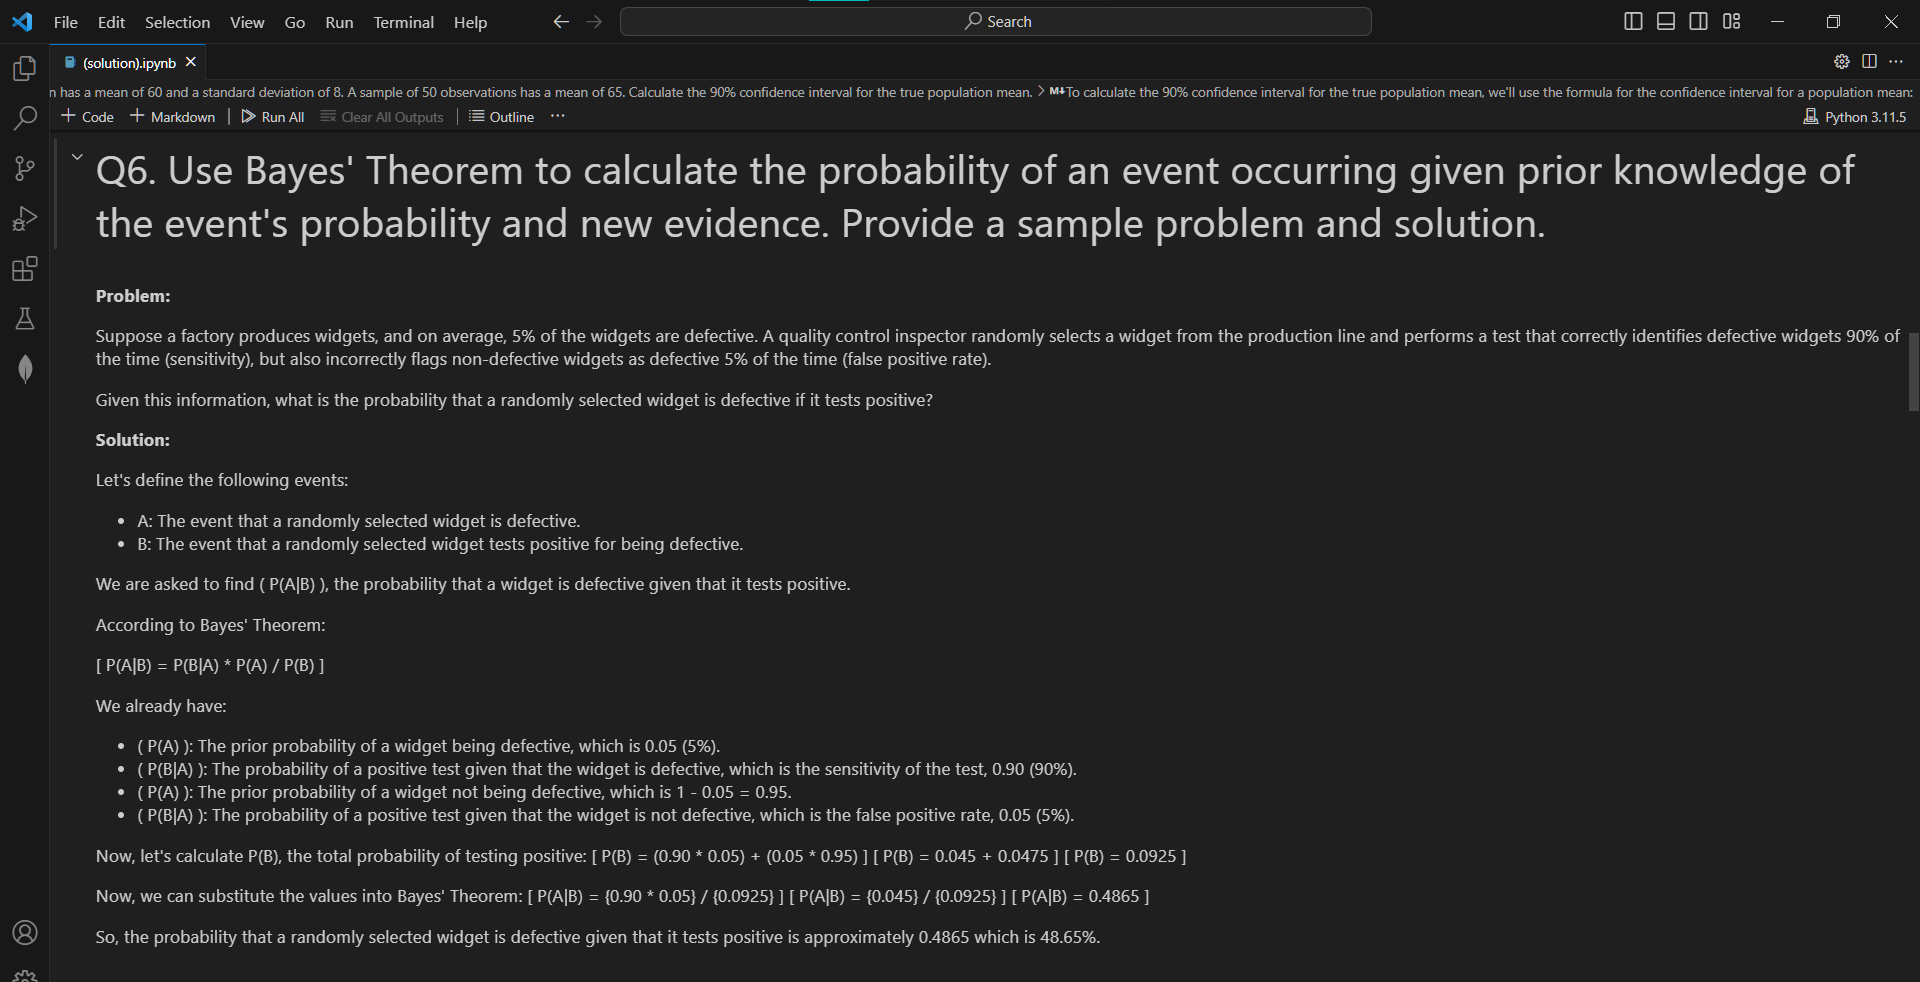 File Edit Selection View Go Run Terminal Help Search
(solution).ipynb
n has a mean of 60 and a standard deviation of 8. A sample of 50 observations has a mean of 65. Calculate the 90% confidence interval for the true population mean. > M↓To calculate the 90% confidence interval for the true population mean, we'll use the formula for the confidence interval for a population mean:
+ Code + Markdown | Run All Clear All Outputs | Outline ... Python 3.11.5
Q6. Use Bayes' Theorem to calculate the probability of an event occurring given prior knowledge of
the event's probability and new evidence. Provide a sample problem and solution.
Problem:
Suppose a factory produces widgets, and on average, 5% of the widgets are defective. A quality control inspector randomly selects a widget from the production line and performs a test that correctly identifies defective widgets 90% of
the time (sensitivity), but also incorrectly flags non-defective widgets as defective 5% of the time (false positive rate).
Given this information, what is the probability that a randomly selected widget is defective if it tests positive?
Solution:
Let's define the following events:
• A: The event that a randomly selected widget is defective.
• B: The event that a randomly selected widget tests positive for being defective.
We are asked to find ( P(A|B) ), the probability that a widget is defective given that it tests positive.
According to Bayes' Theorem:
[ P(A|B) = P(B|A) * P(A) / P(B) ]
We already have:
• ( P(A) ): The prior probability of a widget being defective, which is 0.05 (5%).
• ( P(B|A) ): The probability of a positive test given that the widget is defective, which is the sensitivity of the test, 0.90 (90%).
• ( P(A) ): The prior probability of a widget not being defective, which is 1 - 0.05 = 0.95.
• ( P(B|A) ): The probability of a positive test given that the widget is not defective, which is the false positive rate, 0.05 (5%).
Now, let's calculate P(B), the total probability of testing positive: [ P(B) = (0.90 * 0.05) + (0.05 * 0.95) ] [ P(B) = 0.045 + 0.0475 ] [ P(B) = 0.0925 ]
Now, we can substitute the values into Bayes' Theorem: [ P(A|B) = {0.90 * 0.05} / {0.0925} ] [ P(A|B) = {0.045} / {0.0925} ] [ P(A|B) = 0.4865 ]
So, the probability that a randomly selected widget is defective given that it tests positive is approximately 0.4865 which is 48.65%.